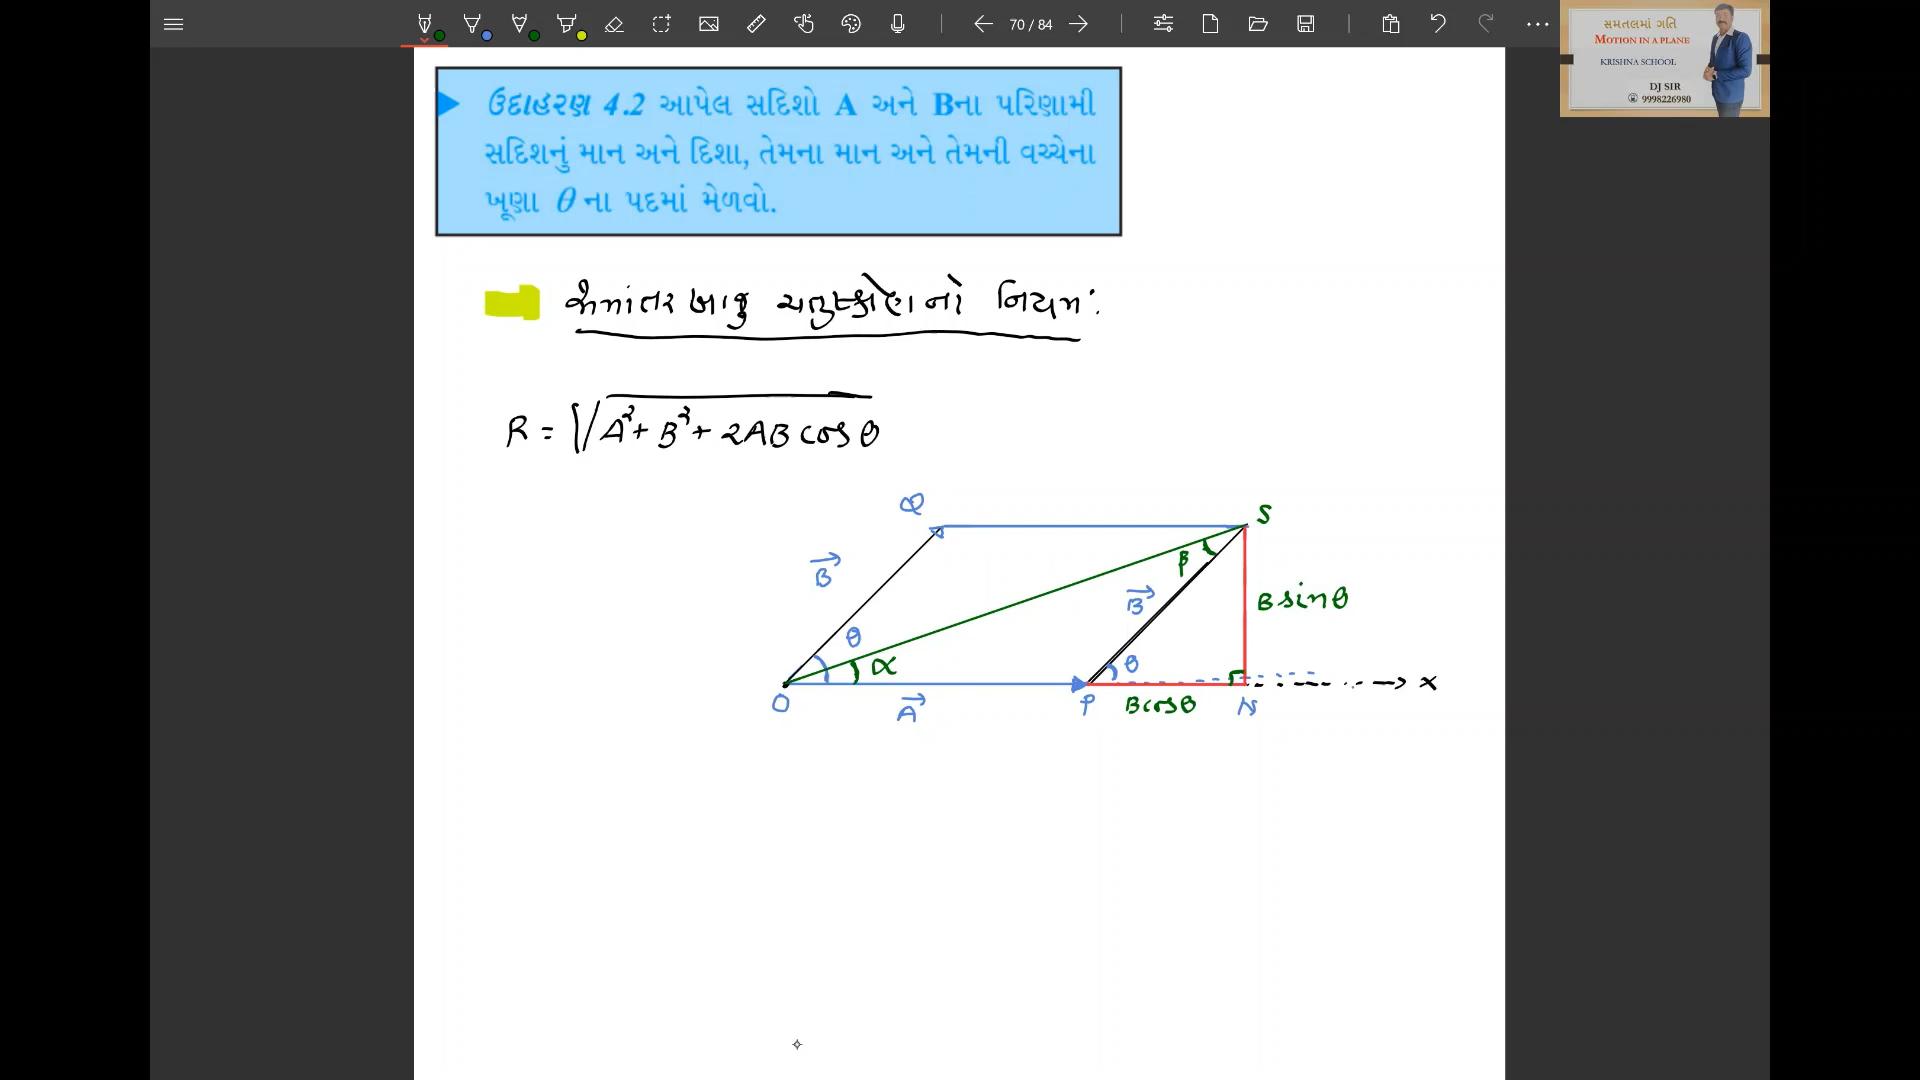 70 / 84
સમતલમાં ગતિ
MOTION IN A PLANE
KRISHNA SCHOOL
DJ SIR
9998226980
ઉદાહરણ 4.2 આપેલ સદિશો A અને Bના પરિણામી
સદિશનું માન અને દિશા, તેમના માન અને તેમની વચ્ચેના
ખૂણા θ ના પદમાં મેળવો.
સમાંતર બાજુ ચતુષ્કોણનો નિયમ :
R = √A² + B² + 2AB cos θ
Q
S
B⃗
β
B⃗
B sin θ
θ
α
θ
O
A⃗
P
B cos θ
N
X